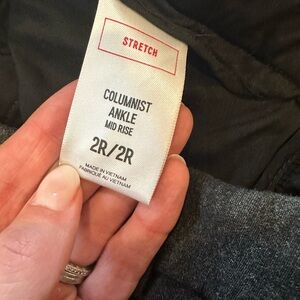 STRETCH
COLUMNIST
ANKLE
MID RISE
2R/2R
MADE IN VIETNAM
FABRIQUÉ AU VIETNAM